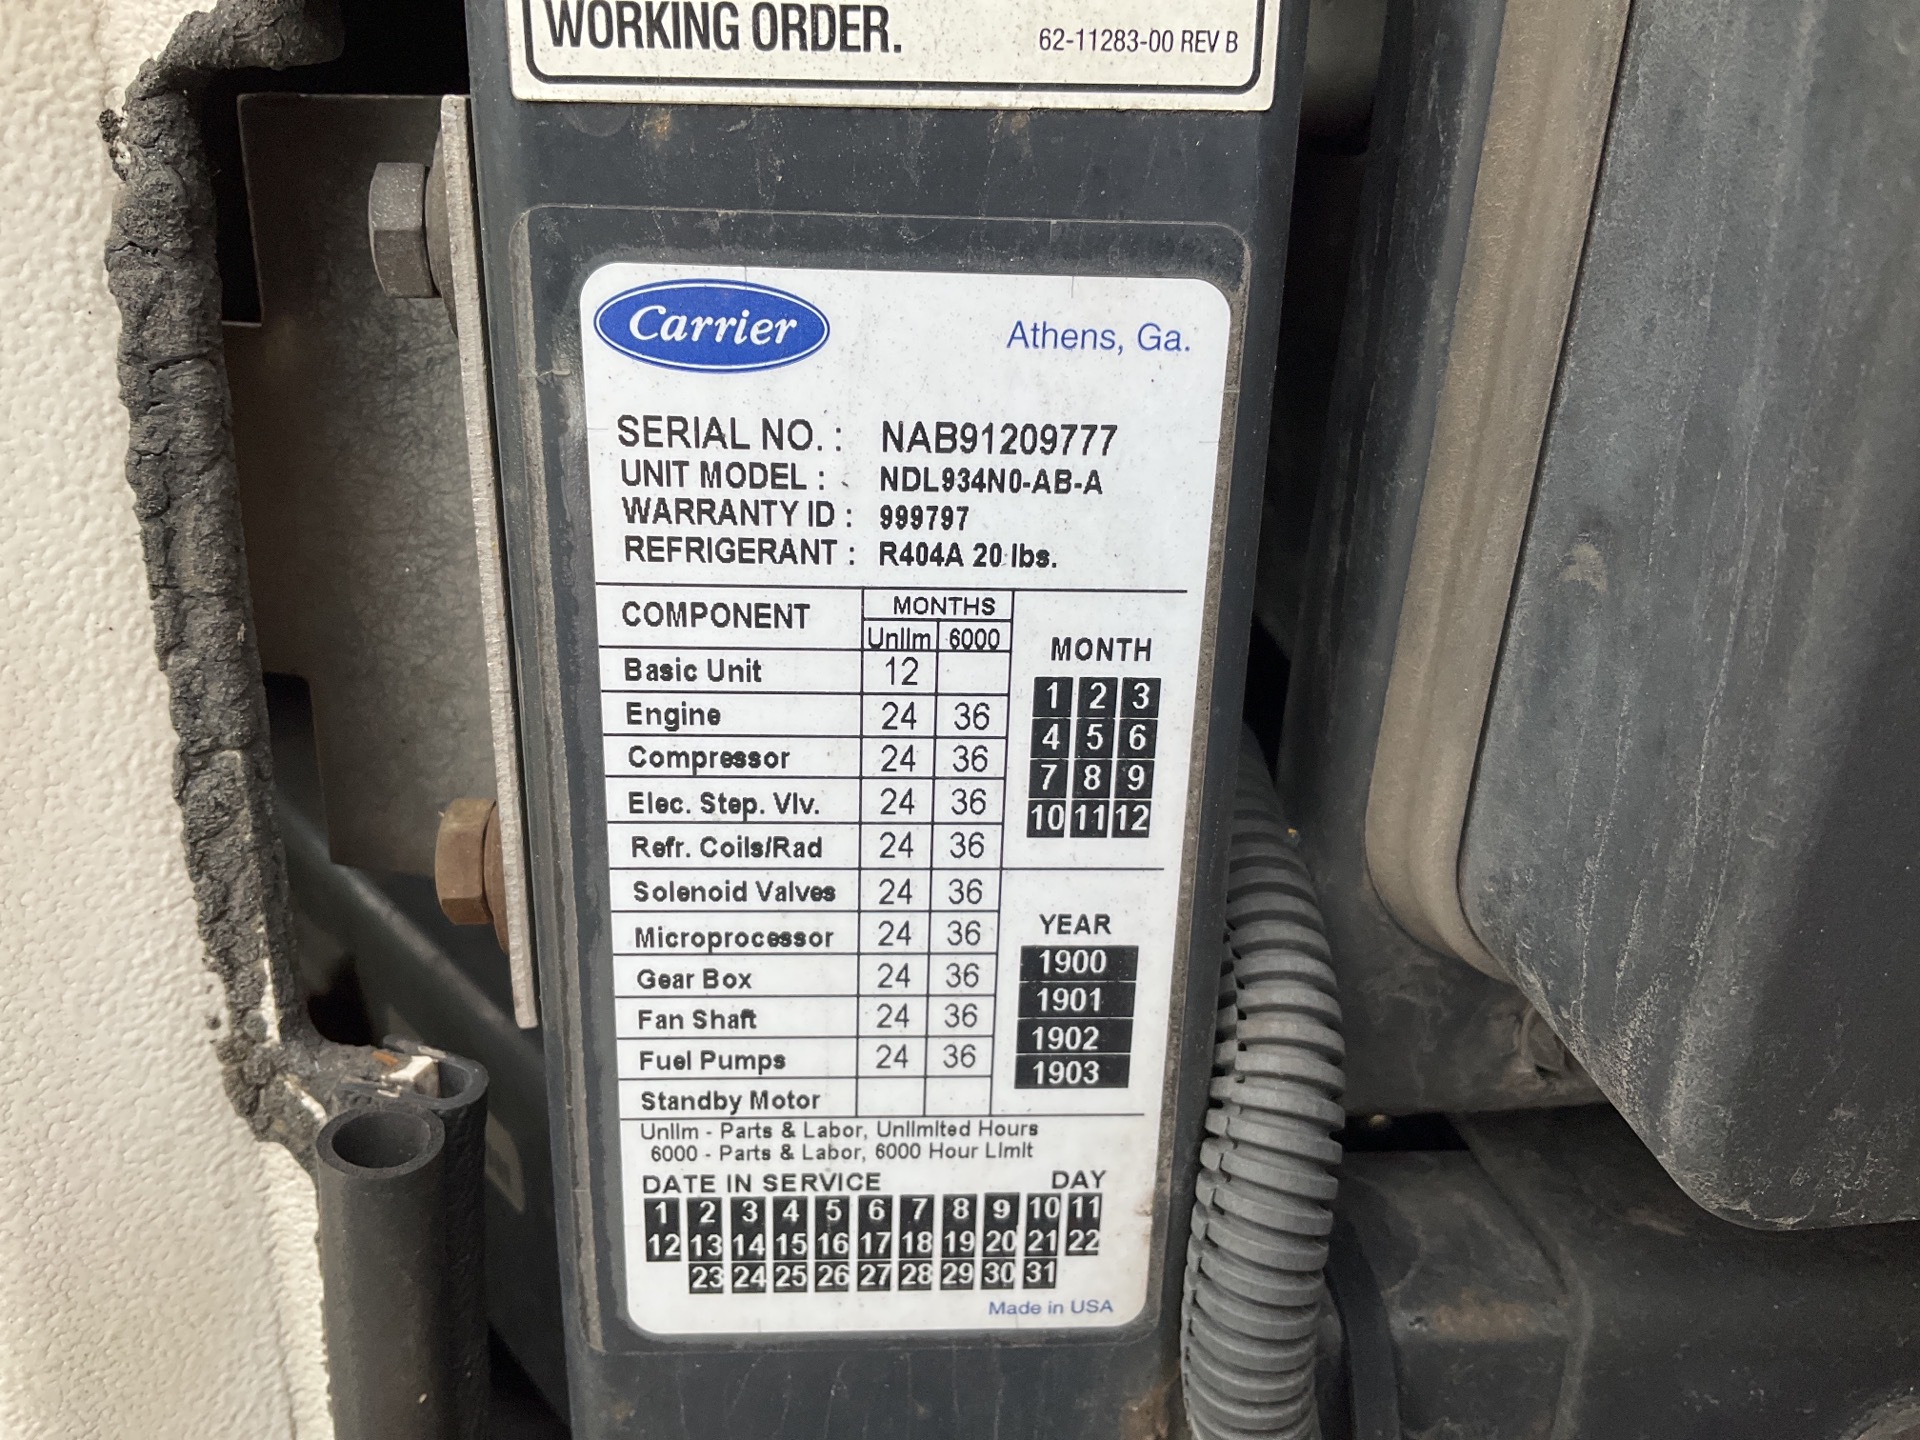 WORKING ORDER.
62-11283-00 REV B
Carrier
Athens, Ga.
SERIAL NO. : NAB91209777
UNIT MODEL : NDL934N0-AB-A
WARRANTY ID : 999797
REFRIGERANT : R404A 20 lbs.
COMPONENT MONTHS
Unlim 6000
Basic Unit 12
Engine 24 36
Compressor 24 36
Elec. Step. Vlv. 24 36
Refr. Coils/Rad 24 36
Solenoid Valves 24 36
Microprocessor 24 36
Gear Box 24 36
Fan Shaft 24 36
Fuel Pumps 24 36
Standby Motor
MONTH
1 2 3
4 5 6
7 8 9
10 11 12
YEAR
1900
1901
1902
1903
Unlim - Parts & Labor, Unlimited Hours
6000 - Parts & Labor, 6000 Hour Limit
DATE IN SERVICE DAY
1 2 3 4 5 6 7 8 9 10 11
12 13 14 15 16 17 18 19 20 21 22
23 24 25 26 27 28 29 30 31
Made in USA